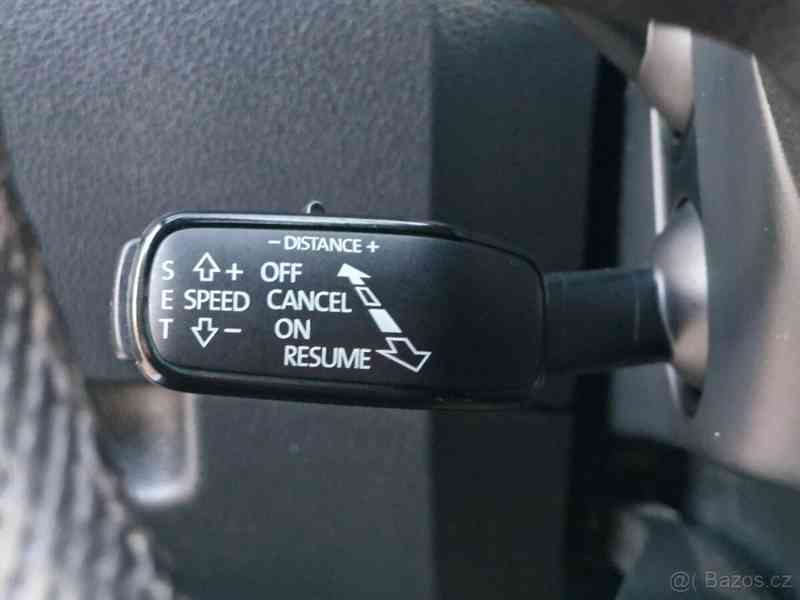 − DISTANCE +
S + OFF
E SPEED CANCEL
T − ON
RESUME
@( Bazos.cz